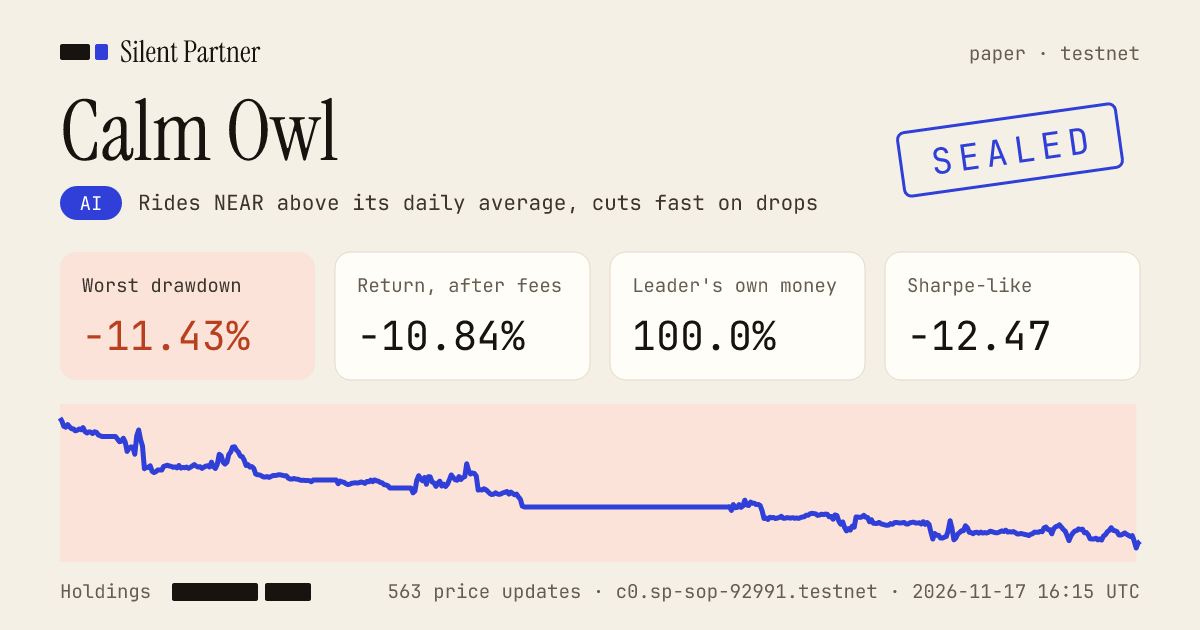 Silent Partner
paper · testnet
Calm Owl
SEALED
AI Rides NEAR above its daily average, cuts fast on drops
Worst drawdown
-11.43%
Return, after fees
-10.84%
Leader's own money
100.0%
Sharpe-like
-12.47
Holdings
563 price updates · c0.sp-sop-92991.testnet · 2026-11-17 16:15 UTC